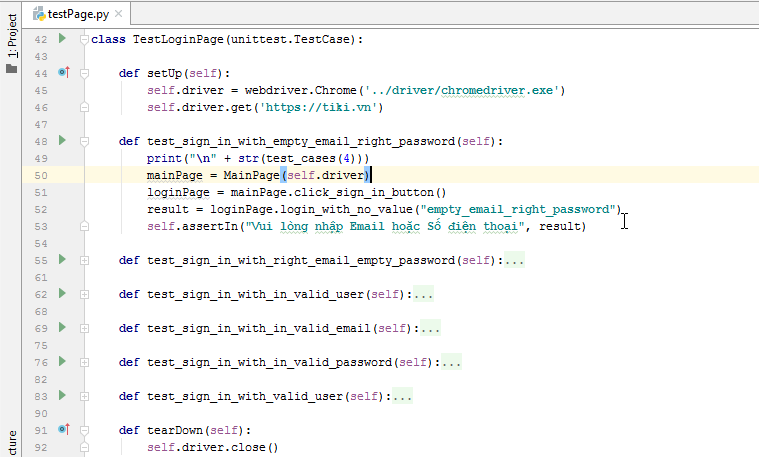 testPage.py
1: Project
42 class TestLoginPage(unittest.TestCase):
43
44 def setUp(self):
45 self.driver = webdriver.Chrome('../driver/chromedriver.exe')
46 self.driver.get('https://tiki.vn')
47
48 def test_sign_in_with_empty_email_right_password(self):
49 print("\n" + str(test_cases(4)))
50 mainPage = MainPage(self.driver)
51 loginPage = mainPage.click_sign_in_button()
52 result = loginPage.login_with_no_value("empty_email_right_password")
53 self.assertIn("Vui lòng nhập Email hoặc Số điện thoại", result)
54
55 def test_sign_in_with_right_email_empty_password(self):...
61
62 def test_sign_in_with_in_valid_user(self):...
68
69 def test_sign_in_with_in_valid_email(self):...
75
76 def test_sign_in_with_in_valid_password(self):...
82
83 def test_sign_in_with_valid_user(self):...
90
91 def tearDown(self):
92 self.driver.close()
cture